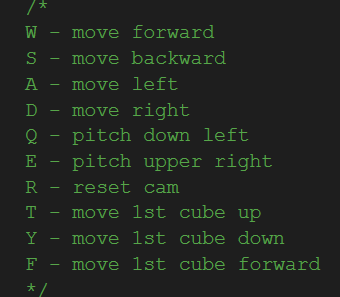 /*
W - move forward
S - move backward
A - move left
D - move right
Q - pitch down left
E - pitch upper right
R - reset cam
T - move 1st cube up
Y - move 1st cube down
F - move 1st cube forward
*/